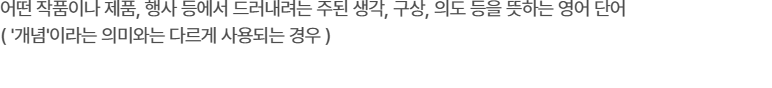 어떤 작품이나 제품, 행사 등에서 드러내려는 주된 생각, 구상, 의도 등을 뜻하는 영어 단어
( '개념'이라는 의미와는 다르게 사용되는 경우 )